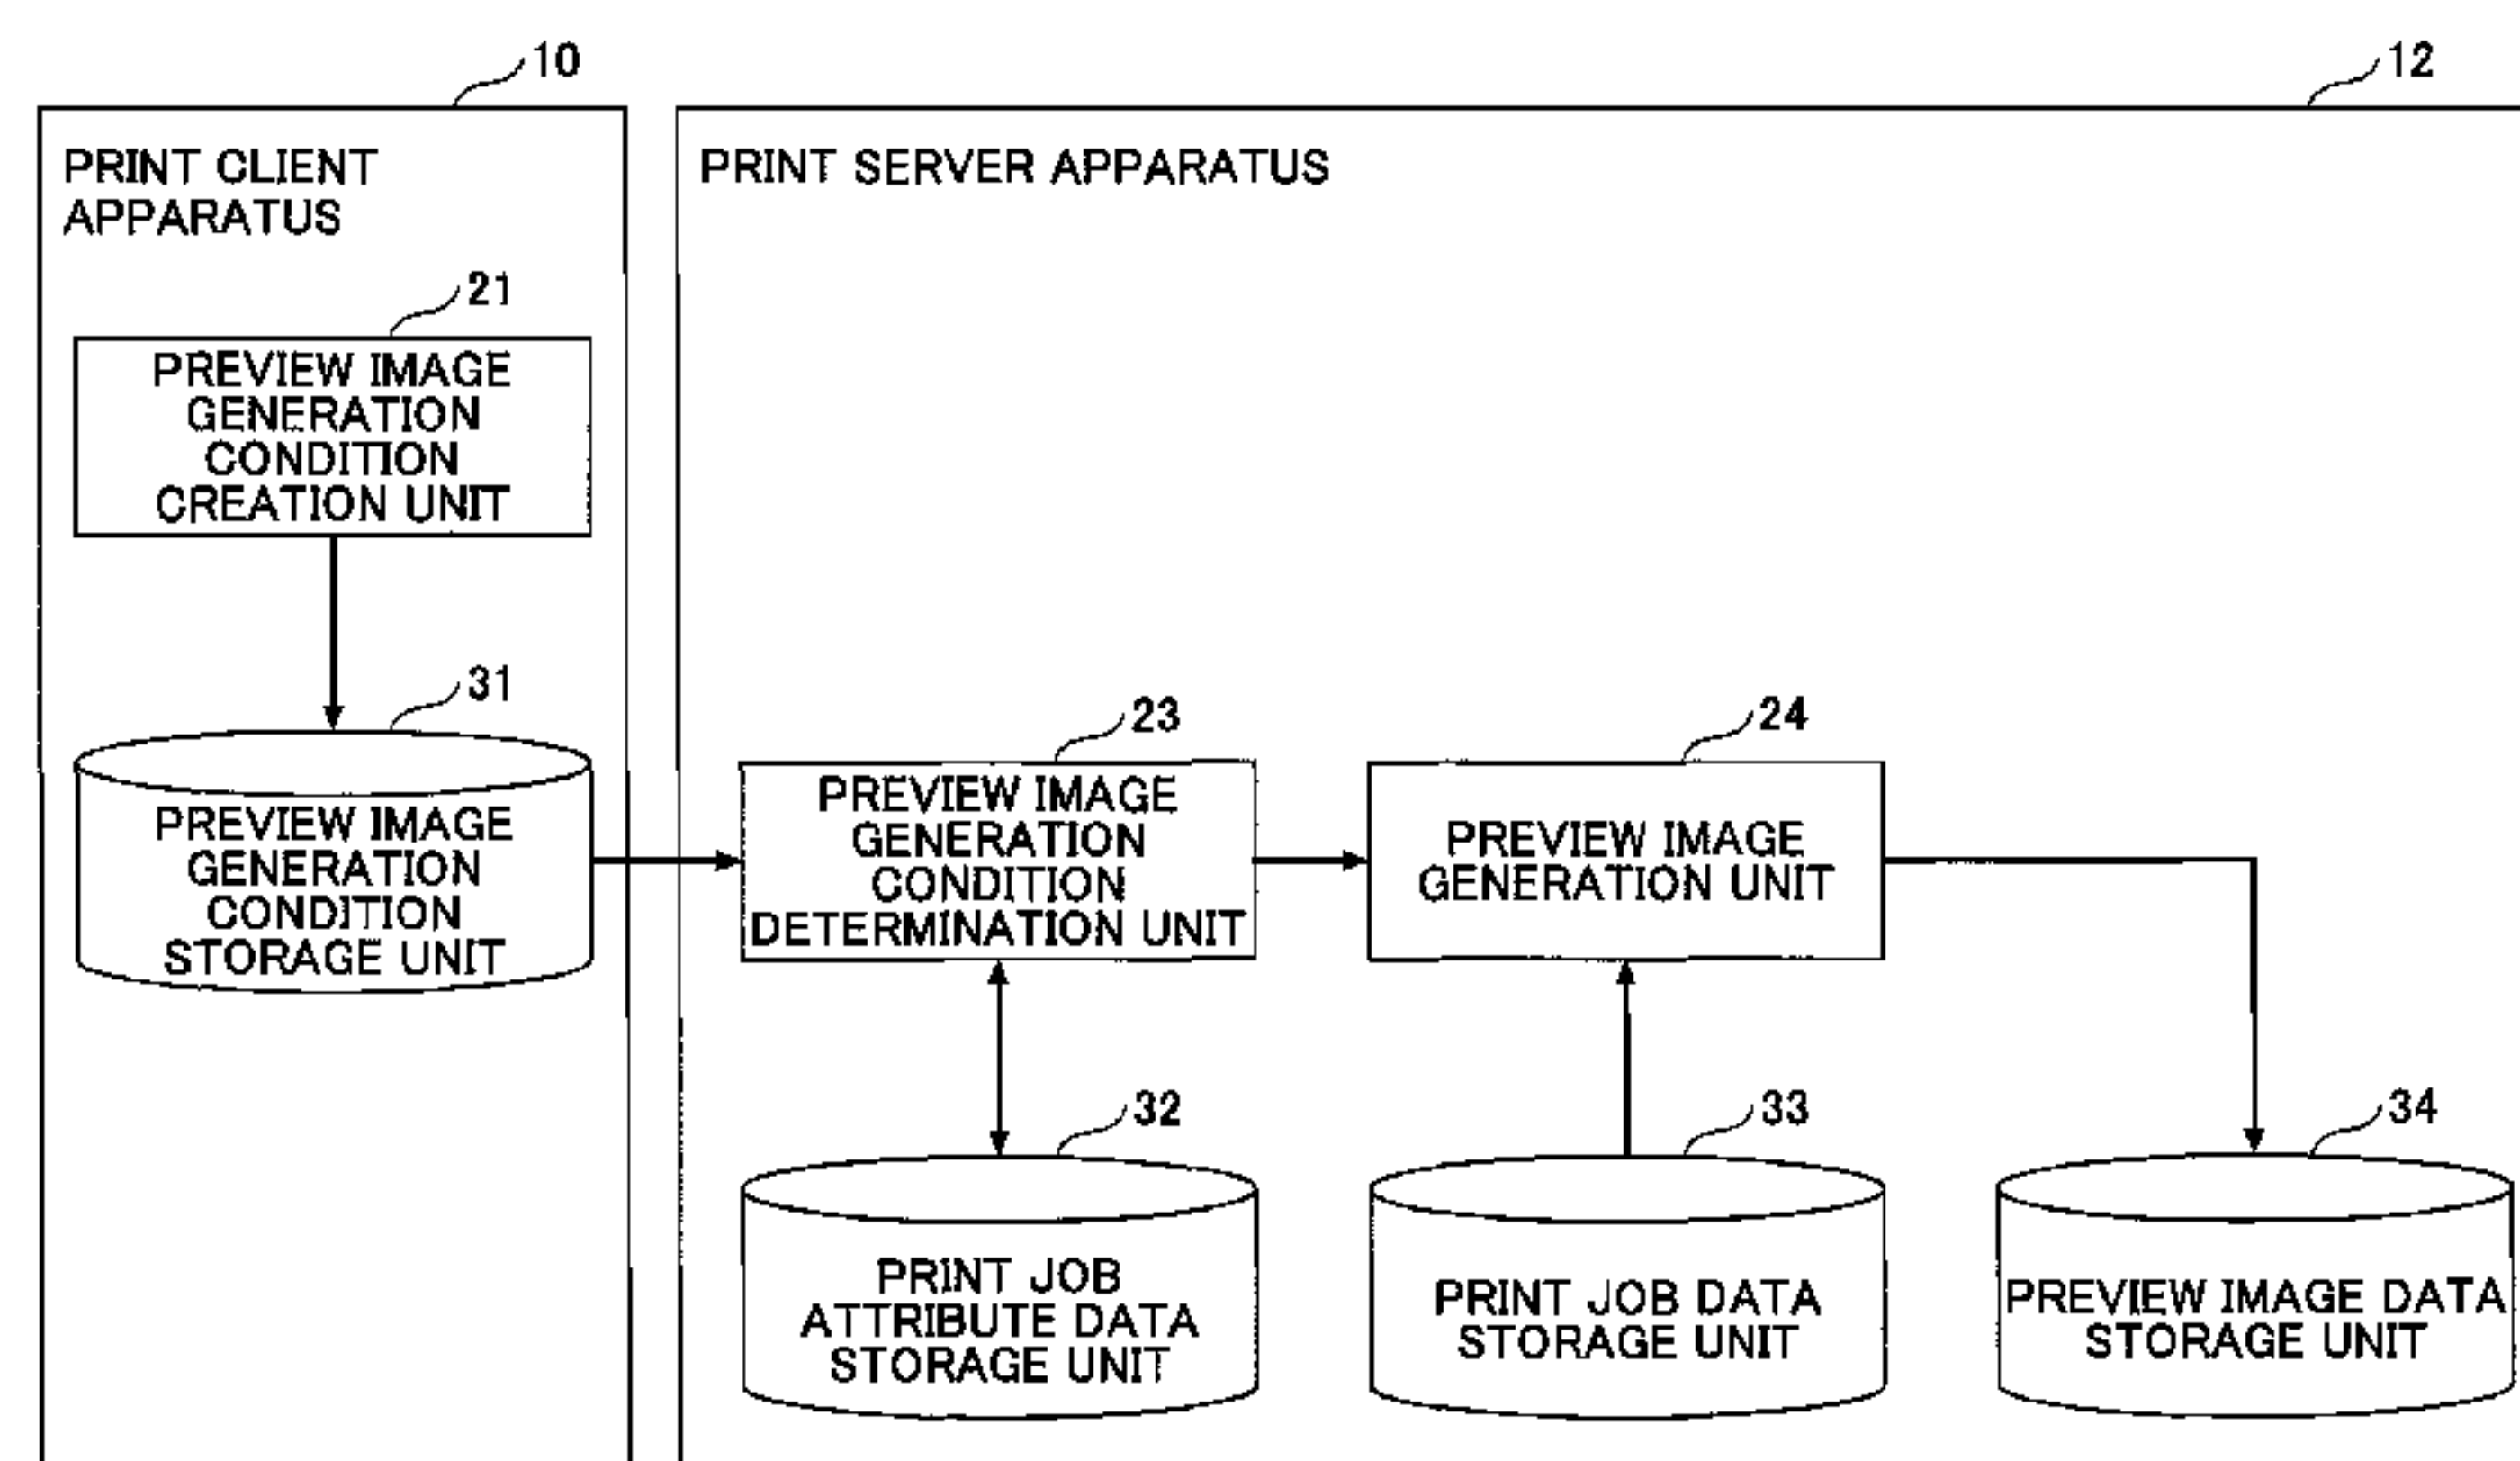 10
12
PRINT CLIENT
APPARATUS
PRINT SERVER APPARATUS
21
PREVIEW IMAGE
GENERATION
CONDITION
CREATION UNIT
31
PREVIEW IMAGE
GENERATION
CONDITION
STORAGE UNIT
23
PREVIEW IMAGE
GENERATION
CONDITION
DETERMINATION UNIT
24
PREVIEW IMAGE
GENERATION UNIT
32
PRINT JOB
ATTRIBUTE DATA
STORAGE UNIT
33
PRINT JOB DATA
STORAGE UNIT
34
PREVIEW IMAGE DATA
STORAGE UNIT